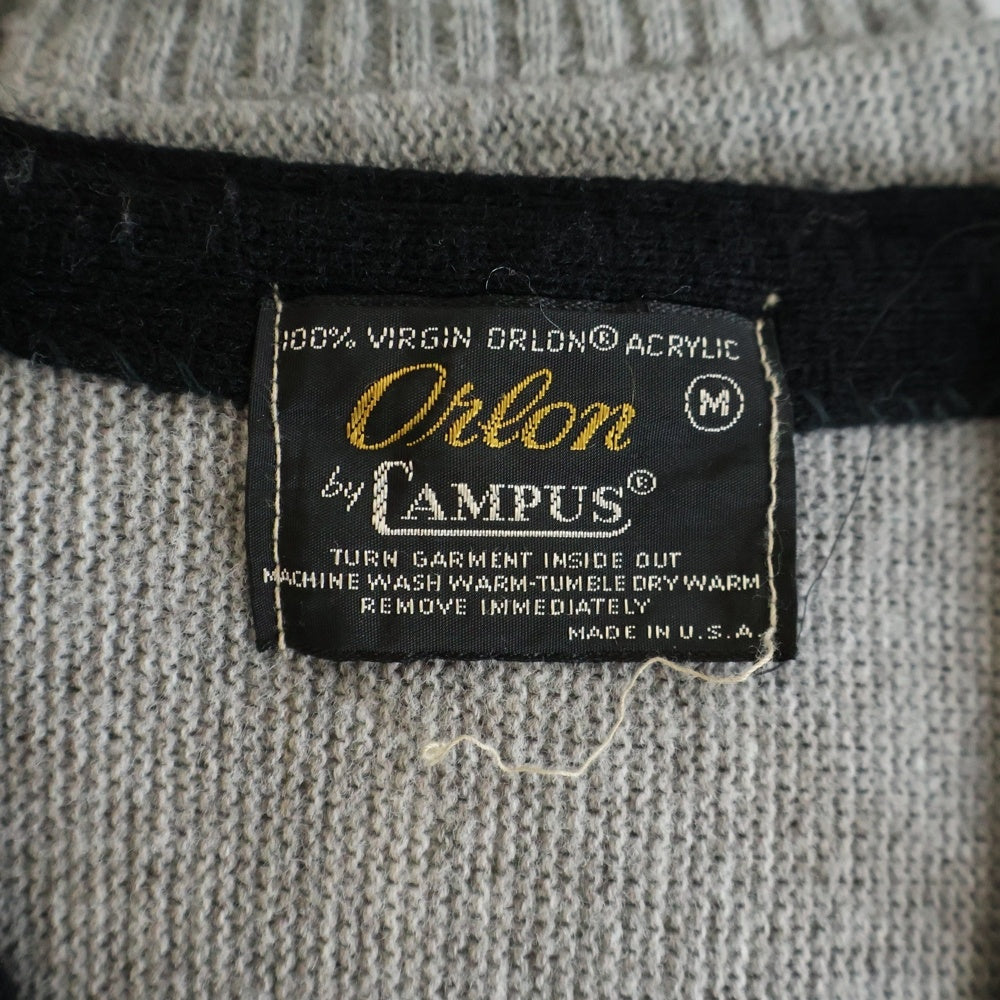 100% VIRGIN ORLON® ACRYLIC
Orlon
M
by CAMPUS®
TURN GARMENT INSIDE OUT
MACHINE WASH WARM-TUMBLE DRY WARM
REMOVE IMMEDIATELY
MADE IN U.S.A.